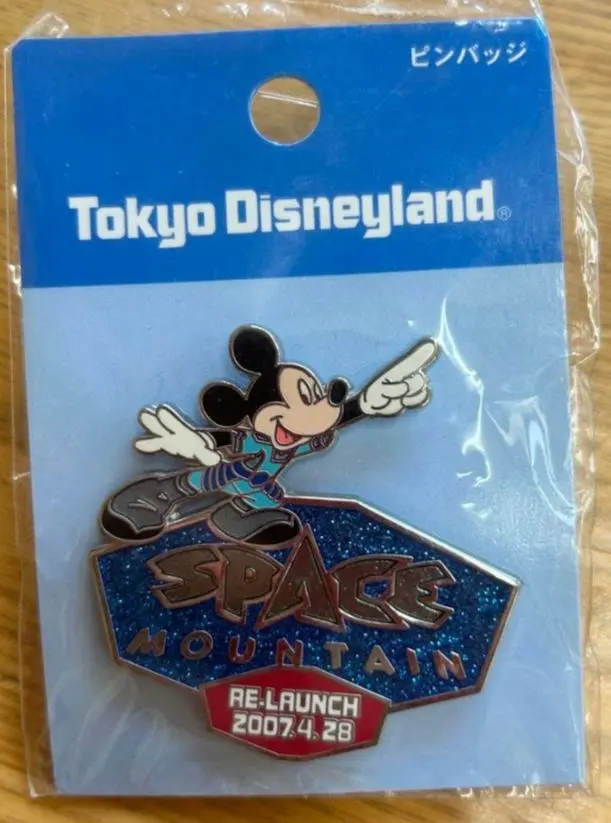 ピンバッジ
Tokyo Disneyland®
SPACE
MOUNTAIN
RE-LAUNCH
2007.4.28